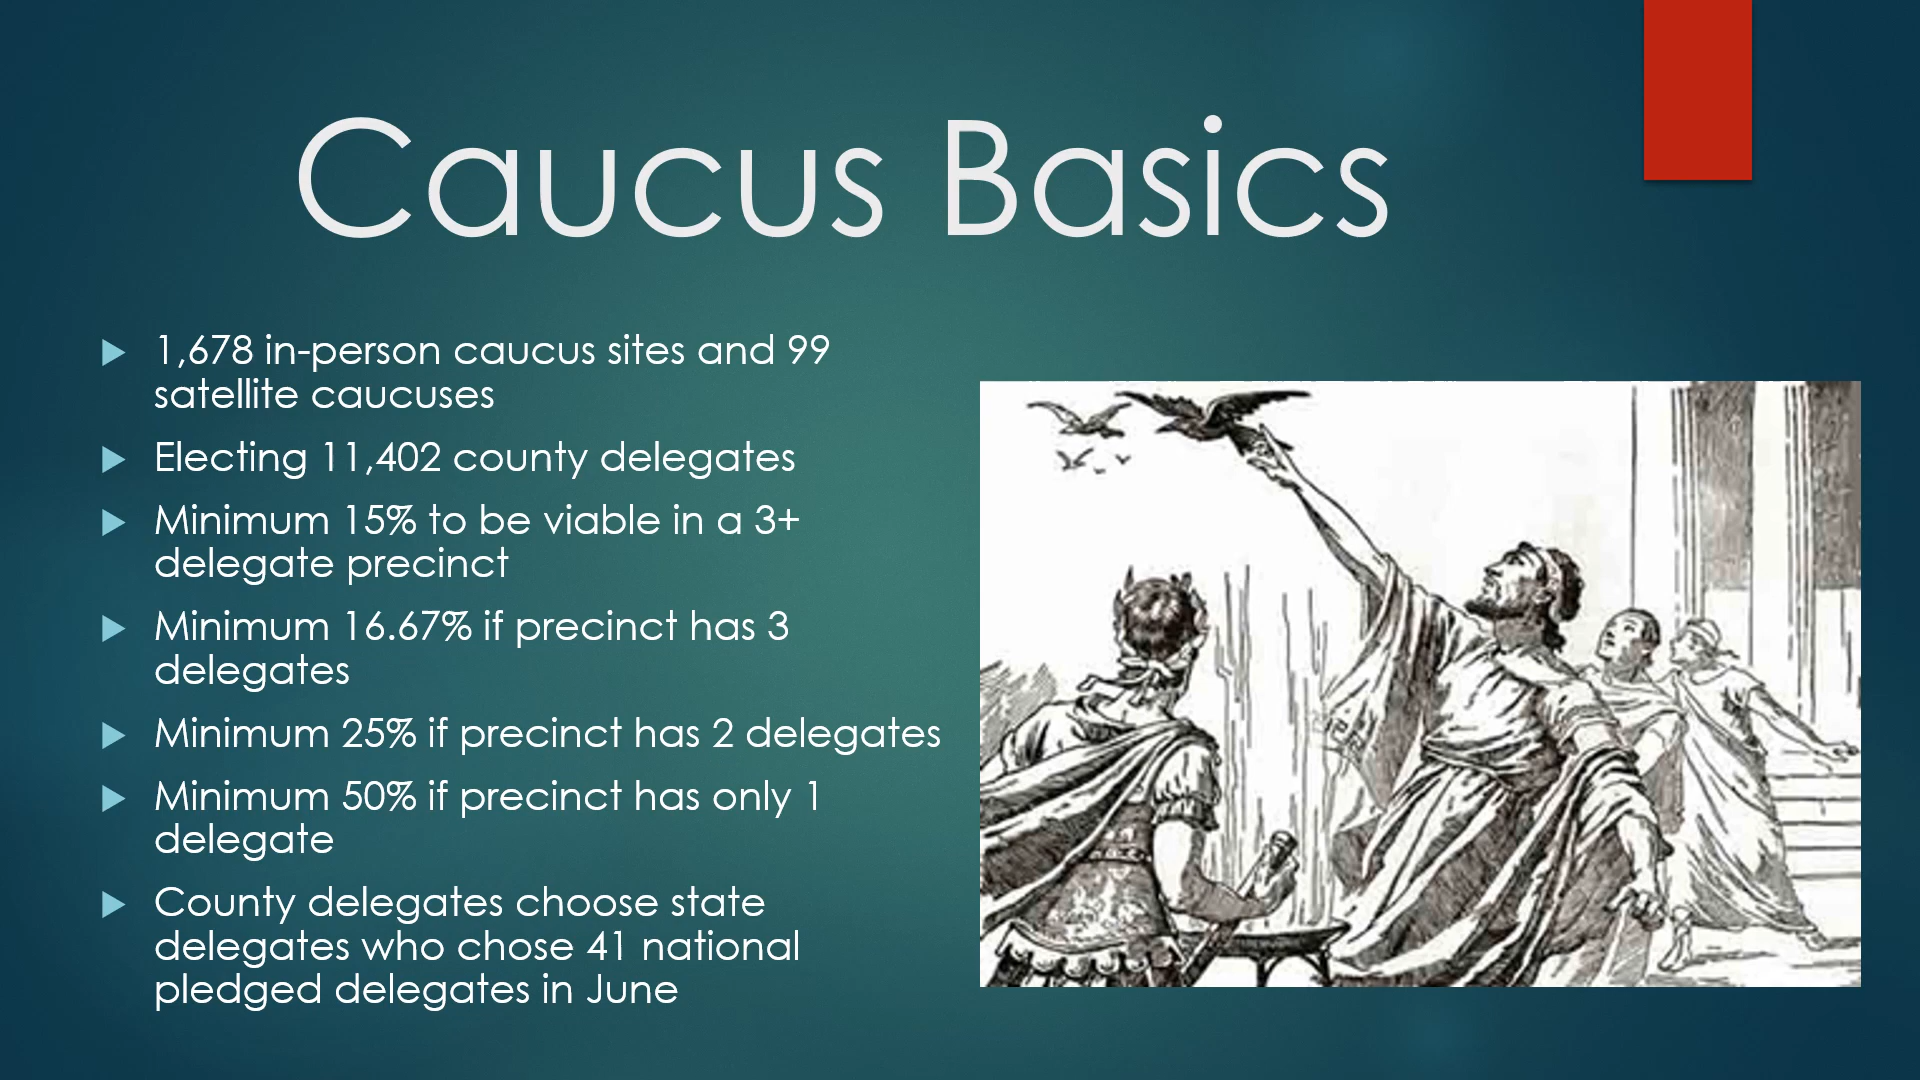 Caucus Basics
1,678 in-person caucus sites and 99
satellite caucuses
Electing 11,402 county delegates
Minimum 15% to be viable in a 3+
delegate precinct
Minimum 16.67% if precinct has 3
delegates
Minimum 25% if precinct has 2 delegates
Minimum 50% if precinct has only 1
delegate
County delegates choose state
delegates who chose 41 national
pledged delegates in June